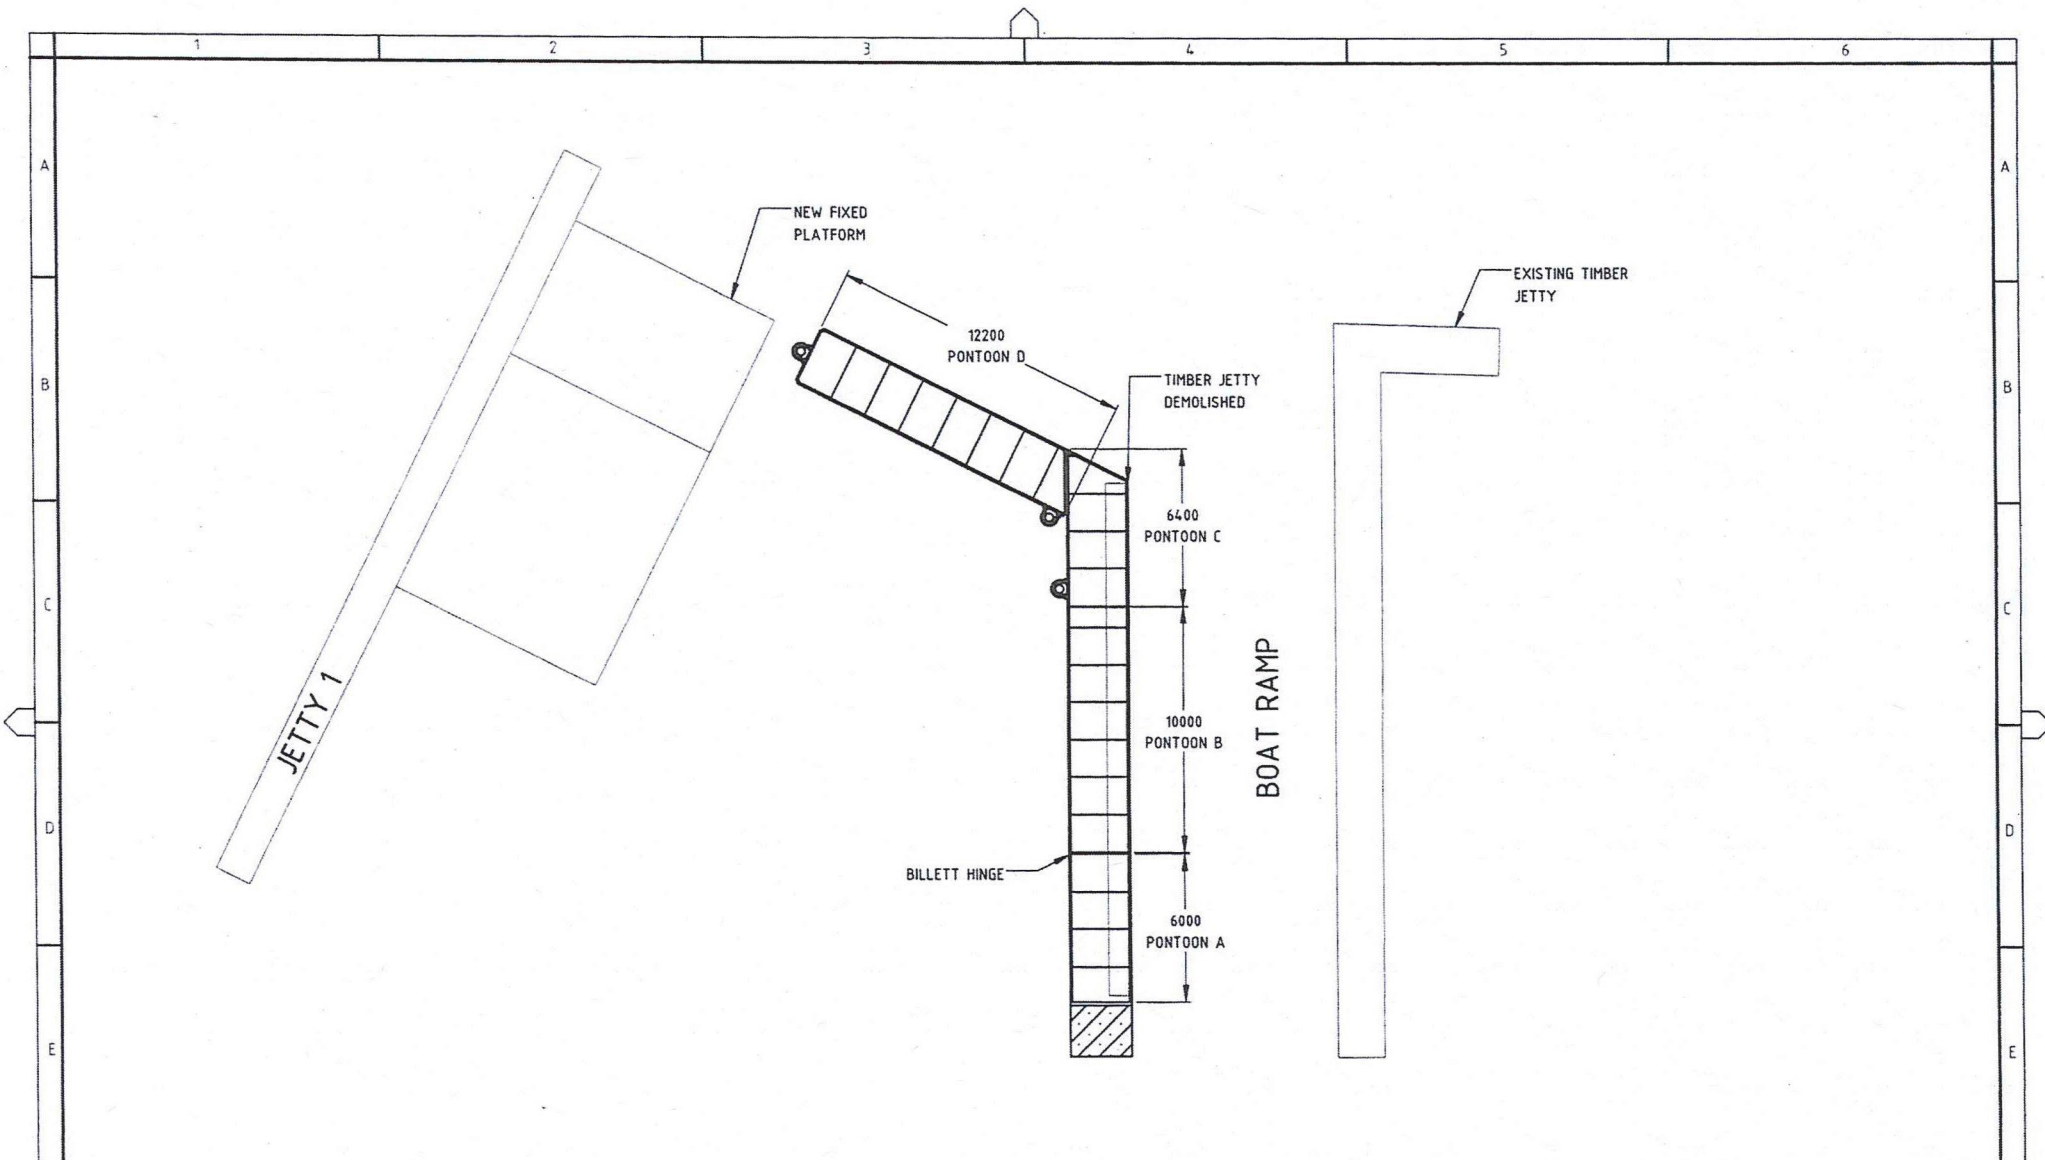 1 2 3 4 5 6
A A
NEW FIXED
PLATFORM
EXISTING TIMBER
JETTY
12200
PONTOON D
TIMBER JETTY
DEMOLISHED
B B
6400
PONTOON C
C C
JETTY 1
10000
PONTOON B
BOAT RAMP
D D
BILLETT HINGE
6000
PONTOON A
E E